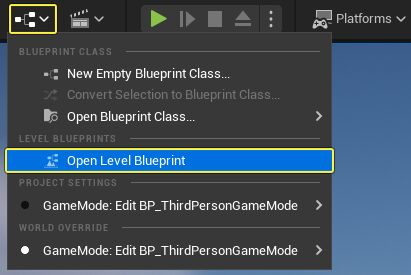 Platforms
BLUEPRINT CLASS
New Empty Blueprint Class...
Convert Selection to Blueprint Class...
Open Blueprint Class...
LEVEL BLUEPRINTS
Open Level Blueprint
PROJECT SETTINGS
GameMode: Edit BP_ThirdPersonGameMode
WORLD OVERRIDE
GameMode: Edit BP_ThirdPersonGameMode